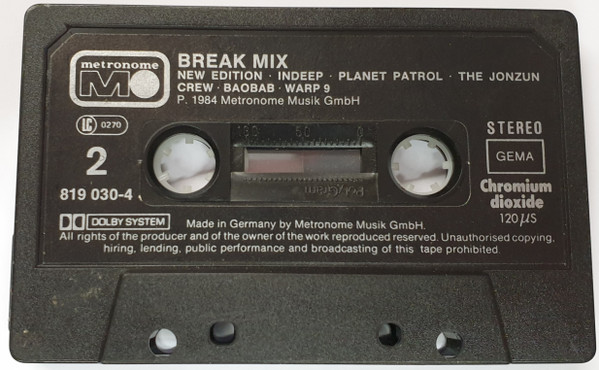 metronome
M
BREAK MIX
NEW EDITION · INDEEP · PLANET PATROL · THE JONZUN
CREW · BAOBAB · WARP 9
P. 1984 Metronome Musik GmbH
LC 0270
2
819 030-4
100 50 0
STEREO
GEMA
Chromium
dioxide
120 µS
DOLBY SYSTEM
Made in Germany by Metronome Musik GmbH.
All rights of the producer and of the owner of the work reproduced reserved. Unauthorised copying,
hiring, lending, public performance and broadcasting of this tape prohibited.